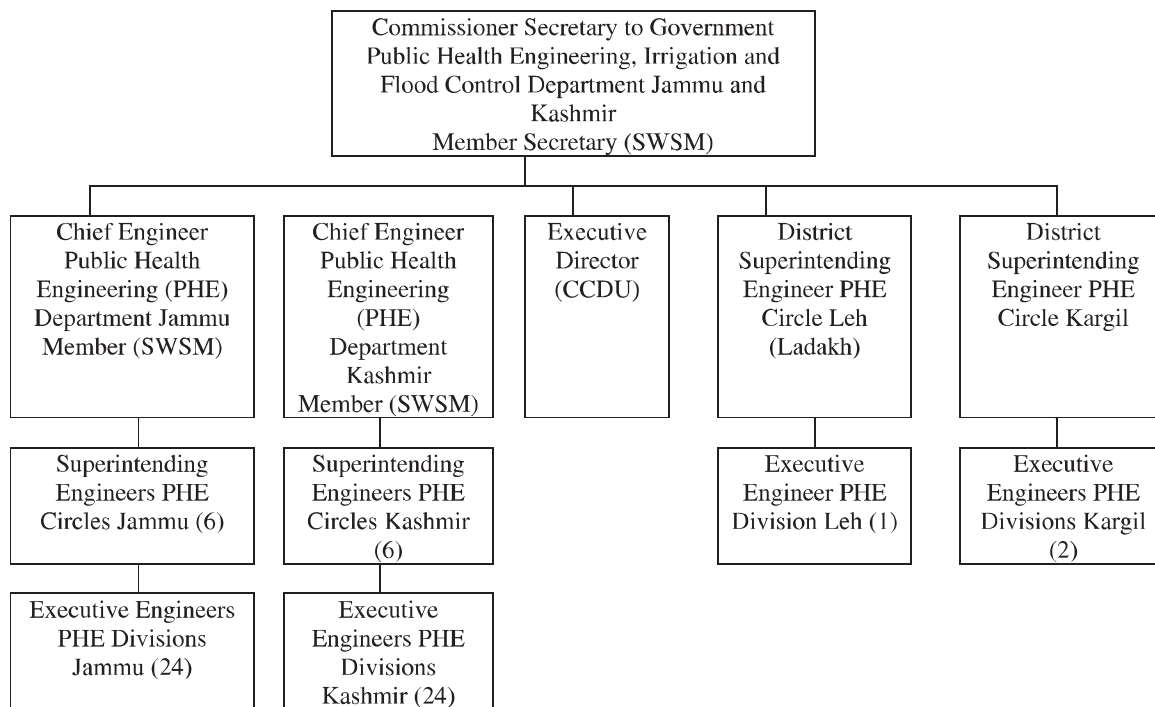 Commissioner Secretary to Government
Public Health Engineering, Irrigation and
Flood Control Department Jammu and
Kashmir
Member Secretary (SWSM)
Chief Engineer
Public Health
Engineering (PHE)
Department Jammu
Member (SWSM)
Chief Engineer
Public Health
Engineering
(PHE)
Department
Kashmir
Member (SWSM)
Executive
Director
(CCDU)
District
Superintending
Engineer PHE
Circle Leh
(Ladakh)
District
Superintending
Engineer PHE
Circle Kargil
Superintending
Engineers PHE
Circles Jammu (6)
Superintending
Engineers PHE
Circles Kashmir
(6)
Executive
Engineer PHE
Division Leh (1)
Executive
Engineers PHE
Divisions Kargil
(2)
Executive Engineers
PHE Divisions
Jammu (24)
Executive
Engineers PHE
Divisions
Kashmir (24)